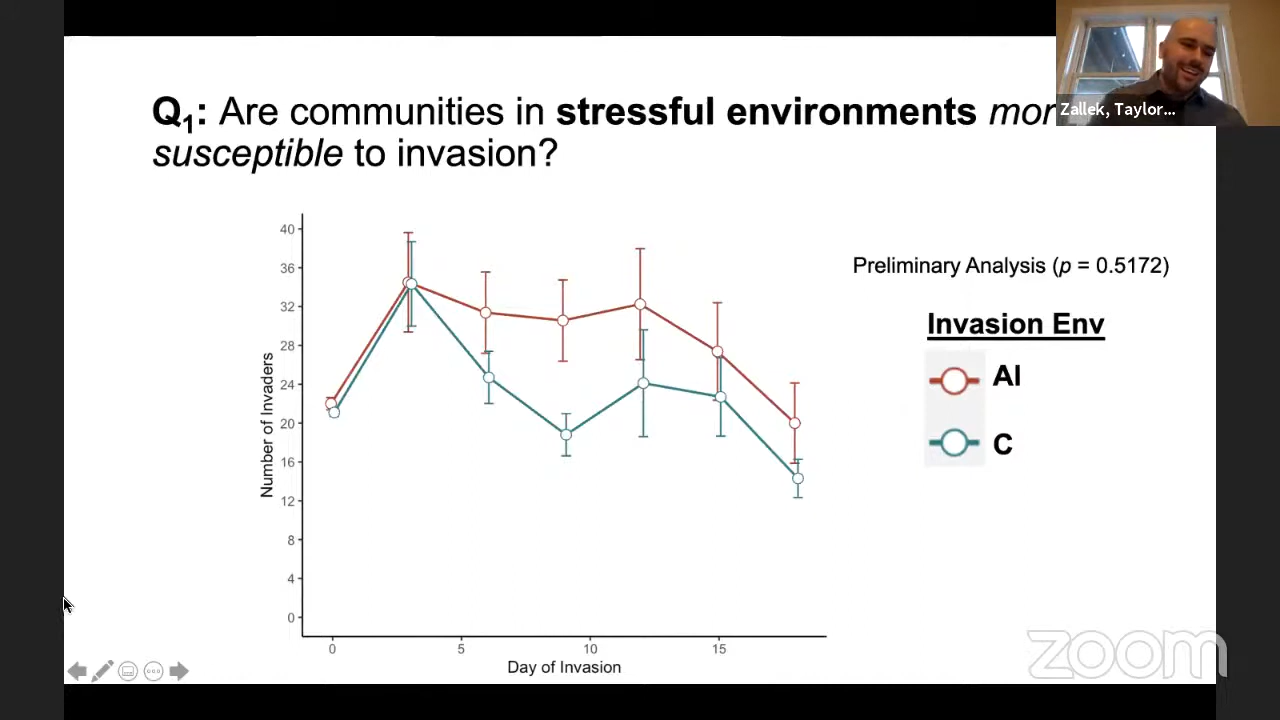 Q1: Are communities in stressful environments
susceptible to invasion?
Zallek, Taylor...
Preliminary Analysis (p = 0.5172)
Invasion Env
Al
C
Number of Invaders
40
36
32
28
24
20
16
12
8
4
0
0 5 10 15
Day of Invasion
zoom